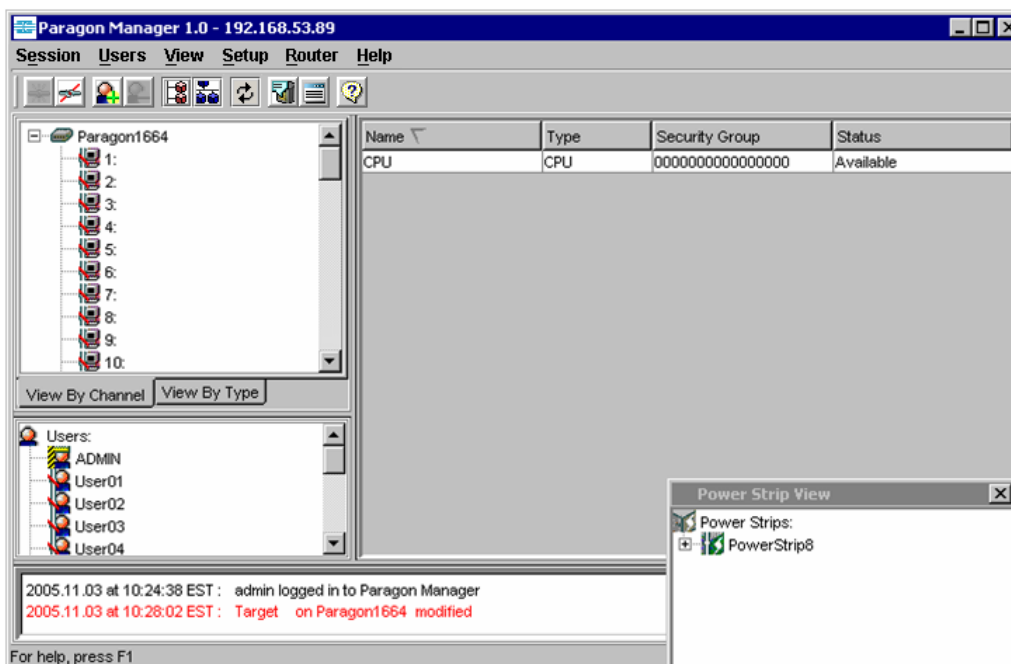 Paragon Manager 1.0 - 192.168.53.89
Session Users View Setup Router Help
Paragon1664
1:
2:
3:
4:
5:
6:
7:
8:
9:
10:
View By Channel View By Type
Name Type Security Group Status
CPU CPU 0000000000000000 Available
Users:
ADMIN
User01
User02
User03
User04
Power Strip View
Power Strips:
PowerStrip8
2005.11.03 at 10:24:38 EST : admin logged in to Paragon Manager
2005.11.03 at 10:28:02 EST : Target on Paragon1664 modified
For help, press F1